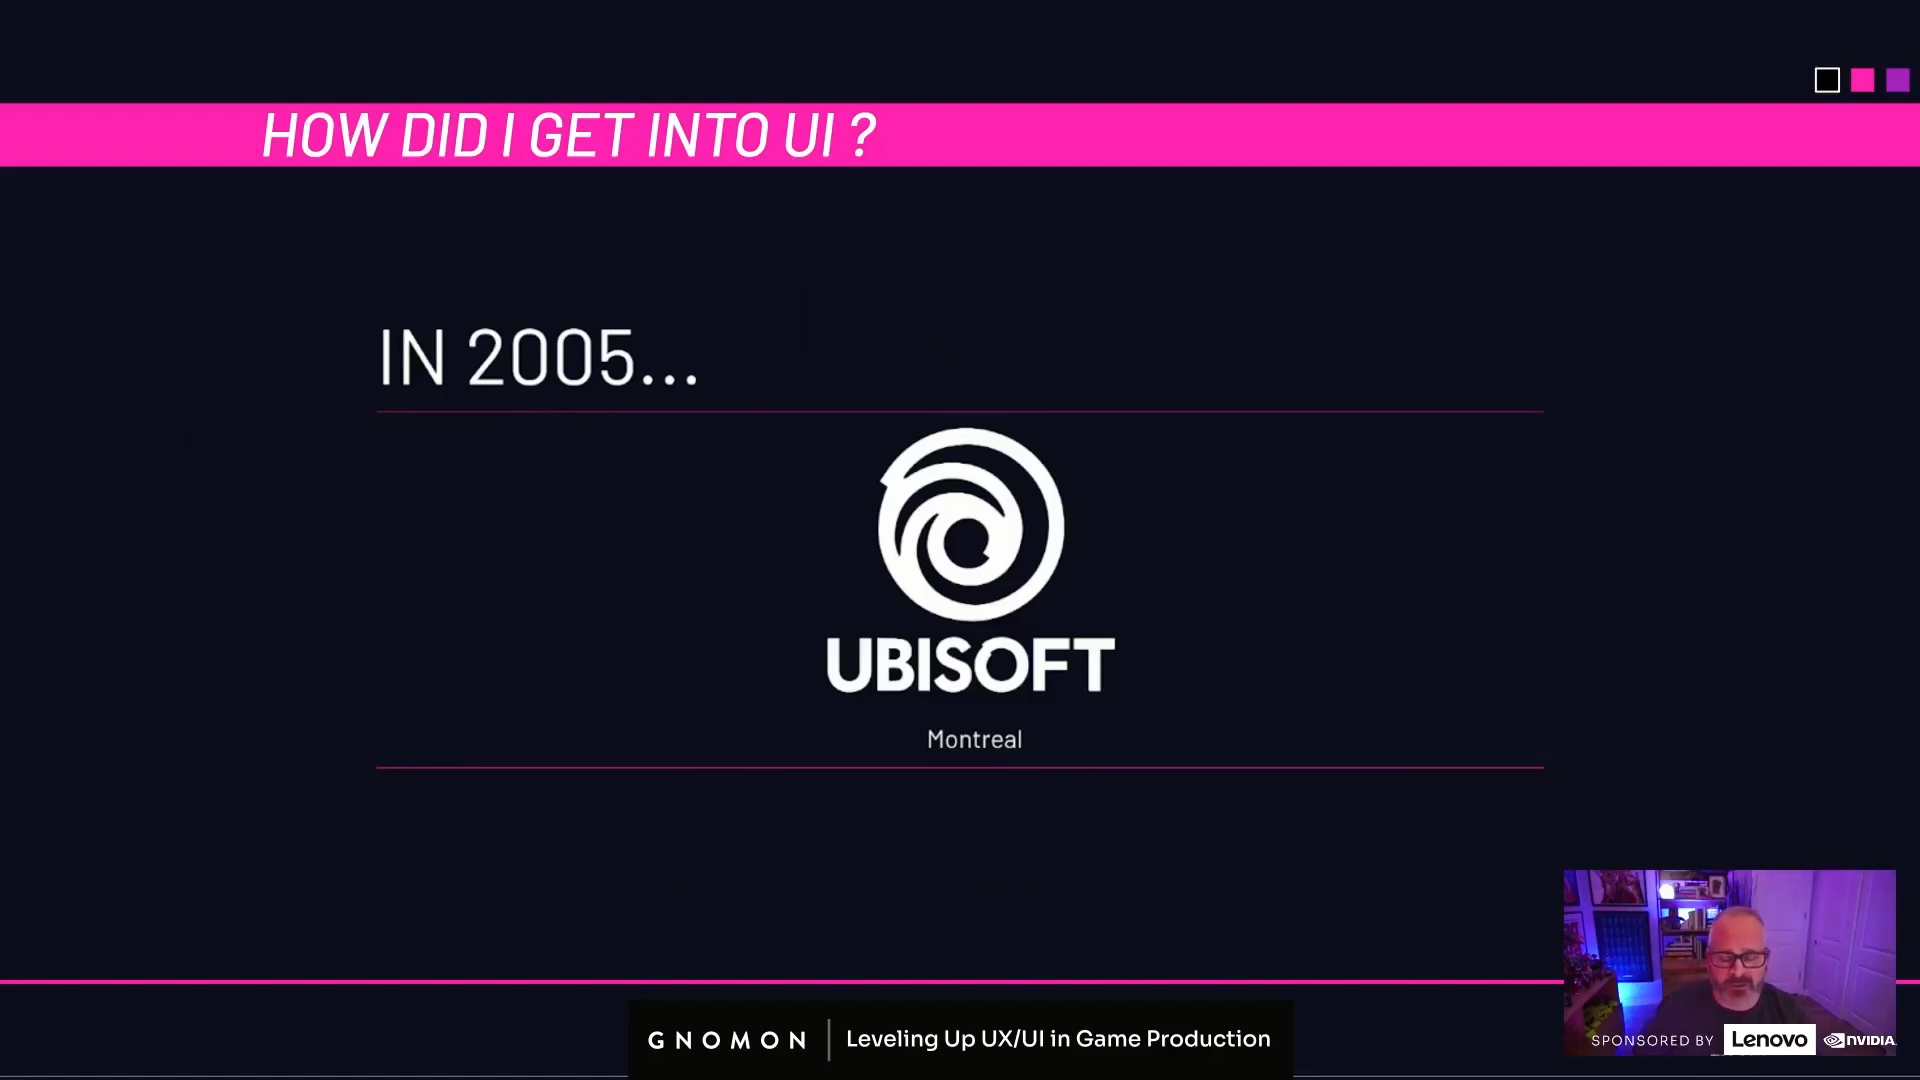 HOW DID I GET INTO UI ?
IN 2005...
UBISOFT
Montreal
GNOMON | Leveling Up UX/UI in Game Production
SPONSORED BY Lenovo NVIDIA